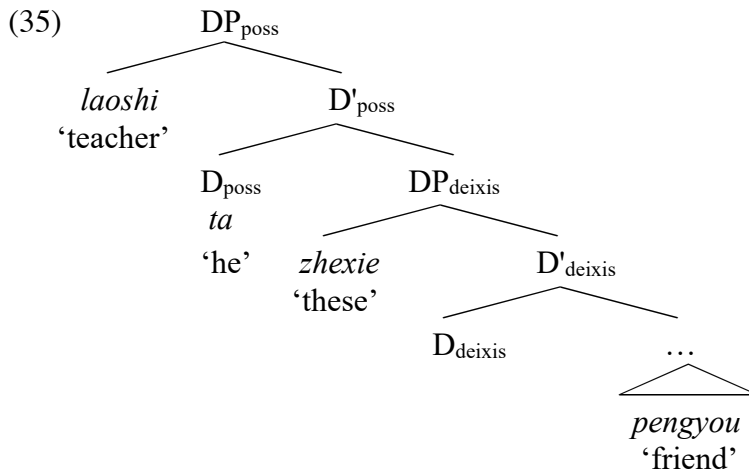 (35) DPposs
laoshi D'poss
‘teacher’
Dposs DPdeixis
ta
‘he’ zhexie D'deixis
‘these’
Ddeixis …
pengyou
‘friend’